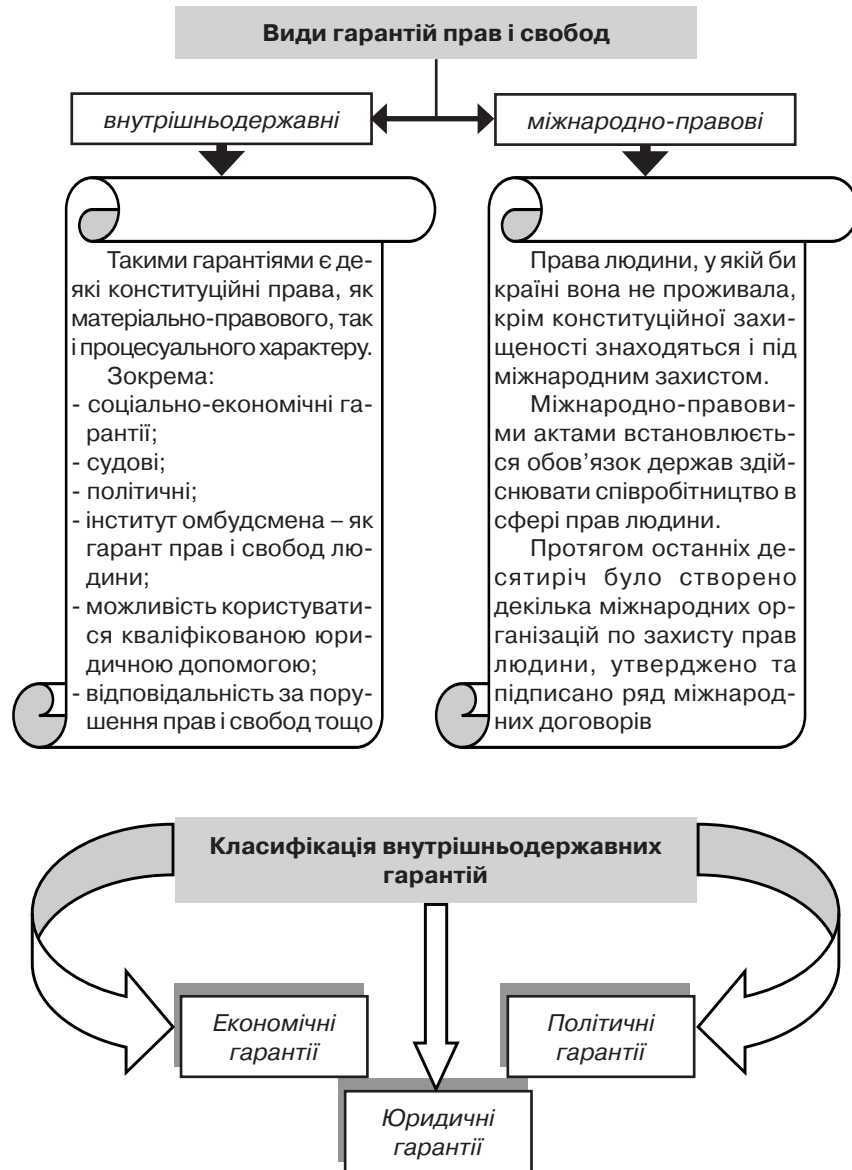 Види гарантій прав і свобод
внутрішньодержавні
міжнародно-правові
Такими гарантіями є де-
які конституційні права, як
матеріально-правового, так
і процесуального характеру.
Зокрема:
- соціально-економічні га-
рантії;
- судові;
- політичні;
- інститут омбудсмена – як
гарант прав і свобод лю-
дини;
- можливість користувати-
ся кваліфікованою юри-
дичною допомогою;
- відповідальність за пору-
шення прав і свобод тощо
Права людини, у якій би
країні вона не проживала,
крім конституційної захи-
щеності знаходяться і під
міжнародним захистом.
Міжнародно-правови-
ми актами встановлюєть-
ся обов’язок держав здій-
снювати співробітництво в
сфері прав людини.
Протягом останніх де-
сятиріч було створено
декілька міжнародних ор-
ганізацій по захисту прав
людини, утверджено та
підписано ряд міжнарод-
них договорів
Класифікація внутрішньодержавних
гарантій
Економічні
гарантії
Політичні
гарантії
Юридичні
гарантії